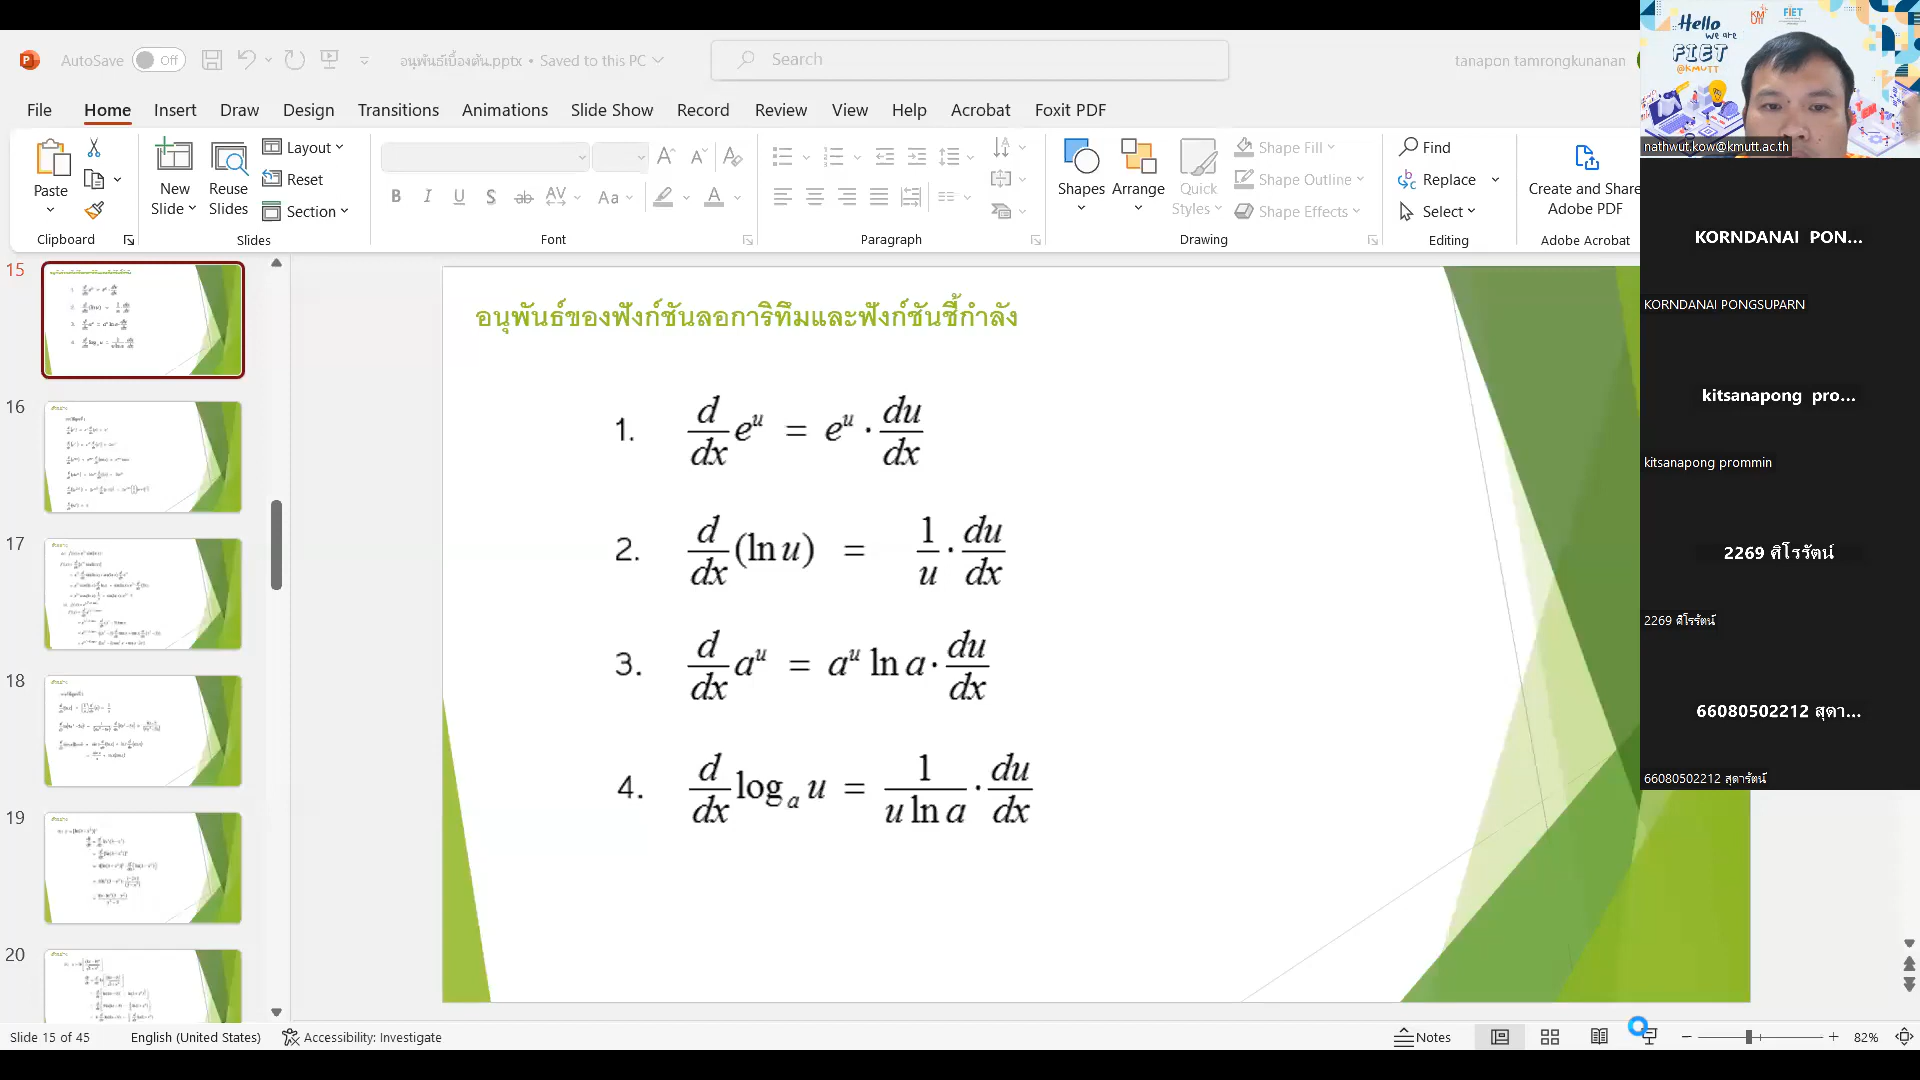 AutoSave Off อนุพันธ์เบื้องต้น.pptx • Saved to this PC Search tanapon tamrongkunanan
File Home Insert Draw Design Transitions Animations Slide Show Record Review View Help Acrobat Foxit PDF
Paste
New Slide
Reuse Slides
Layout
Reset
Section
Shapes
Arrange
Quick Styles
Shape Fill
Shape Outline
Shape Effects
Find
Replace
Select
Create and Share
Adobe PDF
Clipboard Slides Font Paragraph Drawing Editing Adobe Acrobat
Hello
we are
FIET
@KMUTT
nathwut.kow@kmutt.ac.th
KORNDANAI PON...
KORNDANAI PONGSUPARN
kitsanapong pro...
kitsanapong prommin
2269 ศิโรรัตน์
2269 ศิโรรัตน์
66080502212 สุดา...
66080502212 สุดารัตน์
15
16
17
18
19
20
อนุพันธ์ของฟังก์ชันลอการิทึมและฟังก์ชันชี้กำลัง
1. d/dx e^u = e^u · du/dx
2. d/dx (ln u) = 1/u · du/dx
3. d/dx a^u = a^u ln a · du/dx
4. d/dx log_a u = 1/(u ln a) · du/dx
Slide 15 of 45 English (United States) Accessibility: Investigate Notes 82%